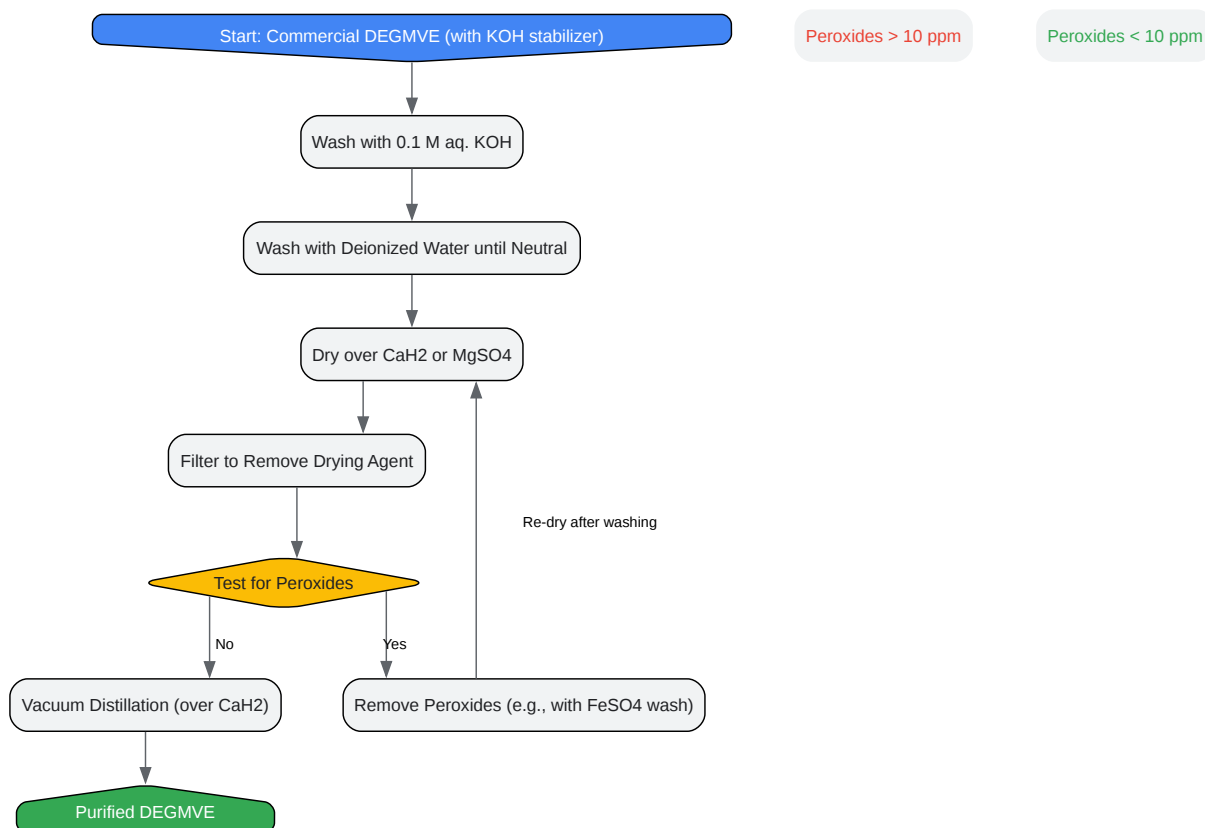 Start: Commercial DEGMVE (with KOH stabilizer)
Peroxides > 10 ppm
Peroxides < 10 ppm
Wash with 0.1 M aq. KOH
Wash with Deionized Water until Neutral
Dry over CaH2 or MgSO4
Filter to Remove Drying Agent
Re-dry after washing
Test for Peroxides
No
Yes
Vacuum Distillation (over CaH2)
Remove Peroxides (e.g., with FeSO4 wash)
Purified DEGMVE